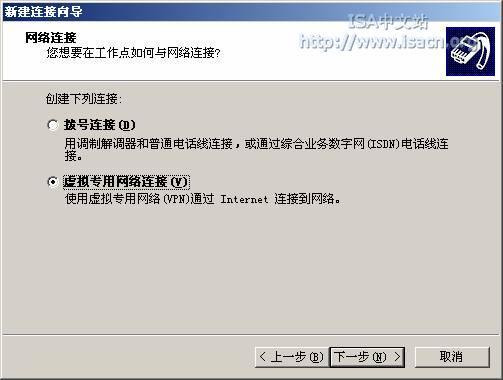 新建连接向导
ISA中文站
http://www.isacn.org
网络连接
您想要在工作点如何与网络连接?
创建下列连接:
拨号连接(D)
用调制解调器和普通电话线连接，或通过综合业务数字网(ISDN)电话线连
接。
虚拟专用网络连接(V)
使用虚拟专用网络(VPN)通过 Internet 连接到网络。
< 上一步(B)
下一步(N) >
取消